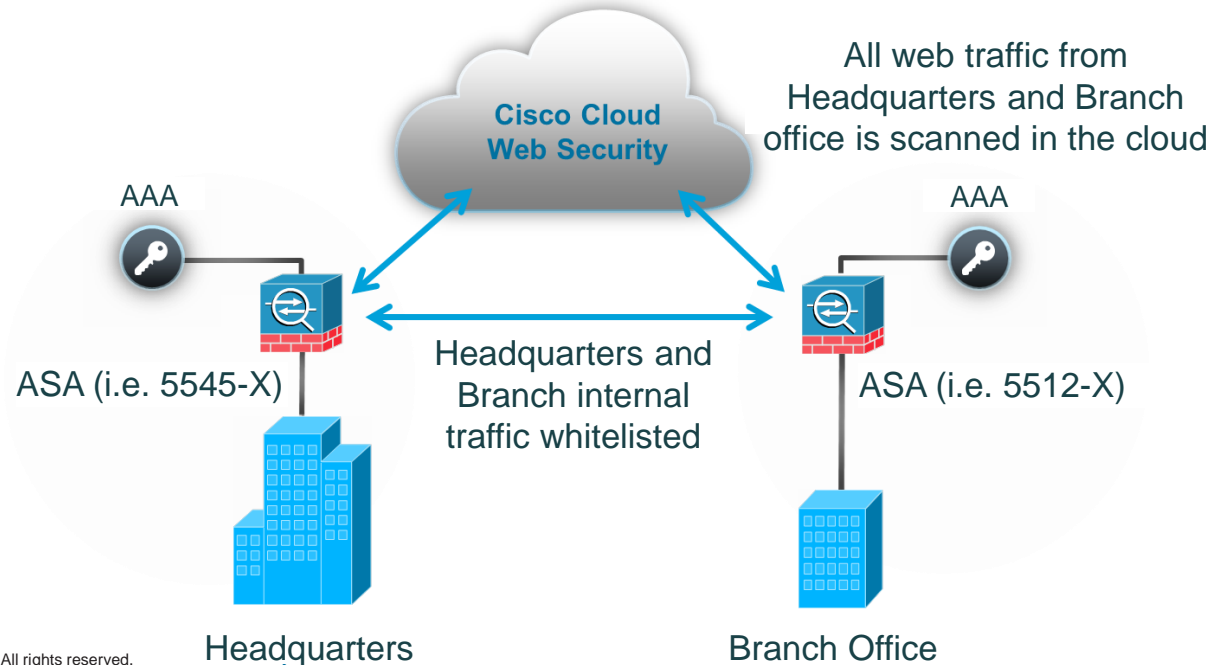 Cisco Cloud
Web Security
All web traffic from
Headquarters and Branch
office is scanned in the cloud
AAA
AAA
ASA (i.e. 5545-X)
Headquarters and
Branch internal
traffic whitelisted
ASA (i.e. 5512-X)
Headquarters
Branch Office
All rights reserved.